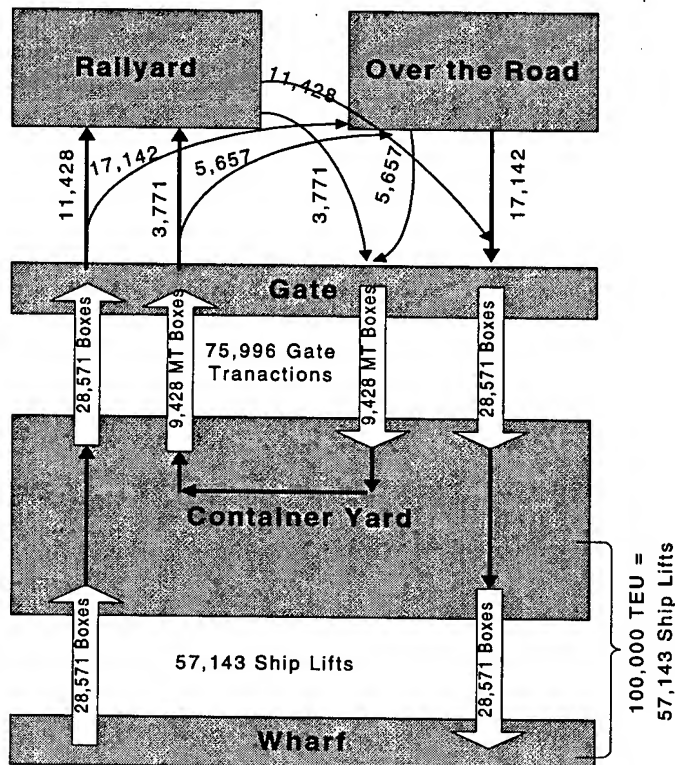 Railyard
Over the Road
11,428
11,428
17,142
3,771
5,657
3,771
5,657
17,142
Gate
28,571 Boxes
9,428 MT Boxes
75,996 Gate
Tranactions
9,428 MT Boxes
28,571 Boxes
Container Yard
28,571 Boxes
57,143 Ship Lifts
28,571 Boxes
Wharf
100,000 TEU =
57,143 Ship Lifts